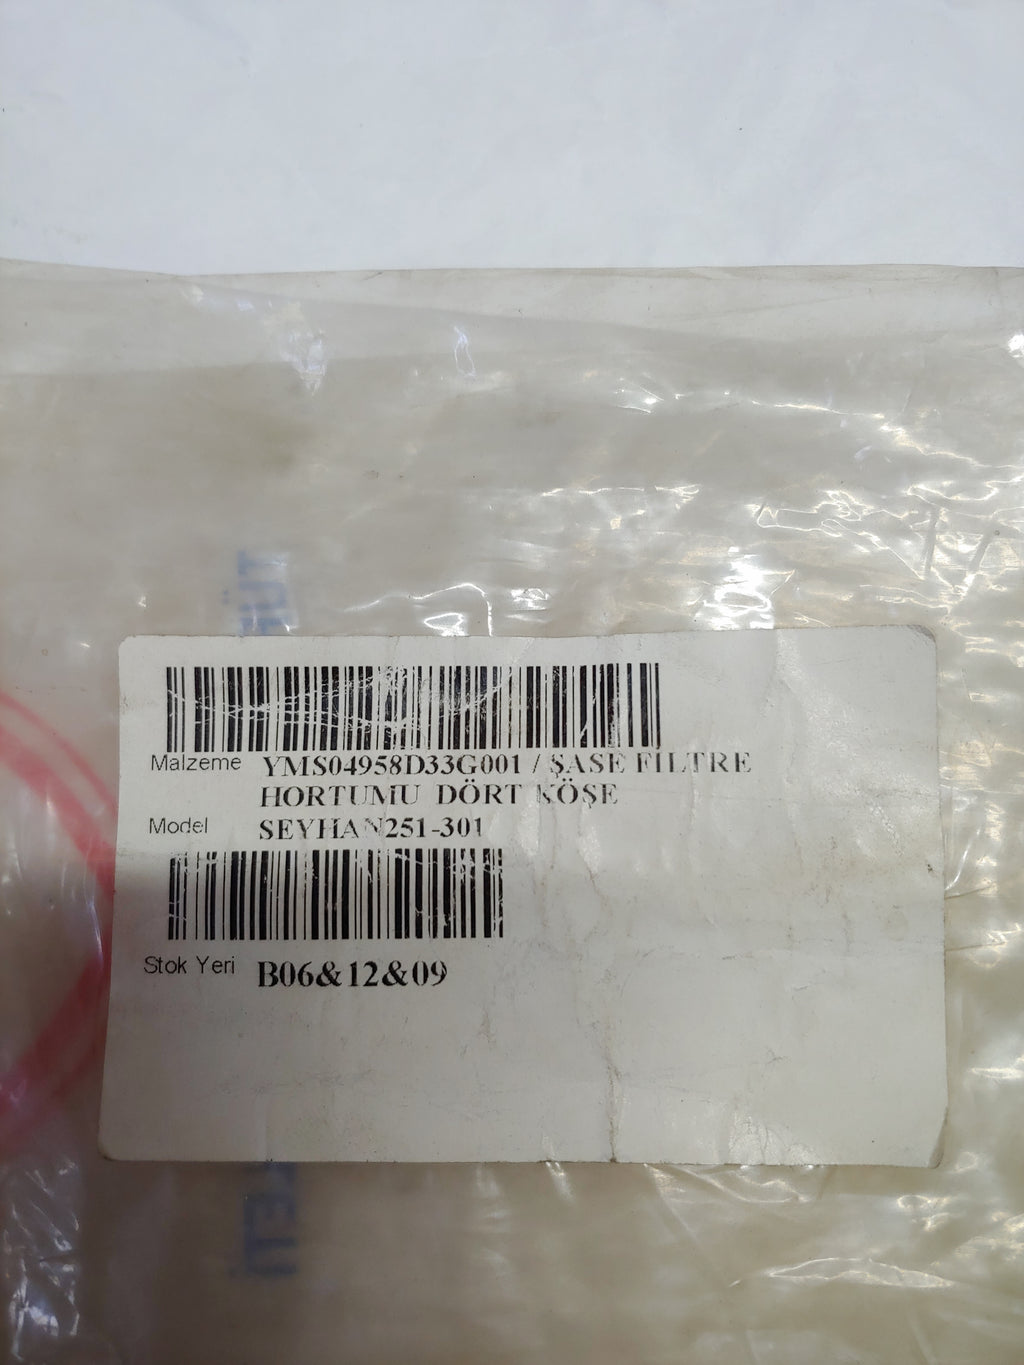 Malzeme YMS04958D33G001 / ŞASE FİLTRE
HORTUMU DÖRT KÖŞE
Model SEYHAN251-301
Stok Yeri B06&12&09